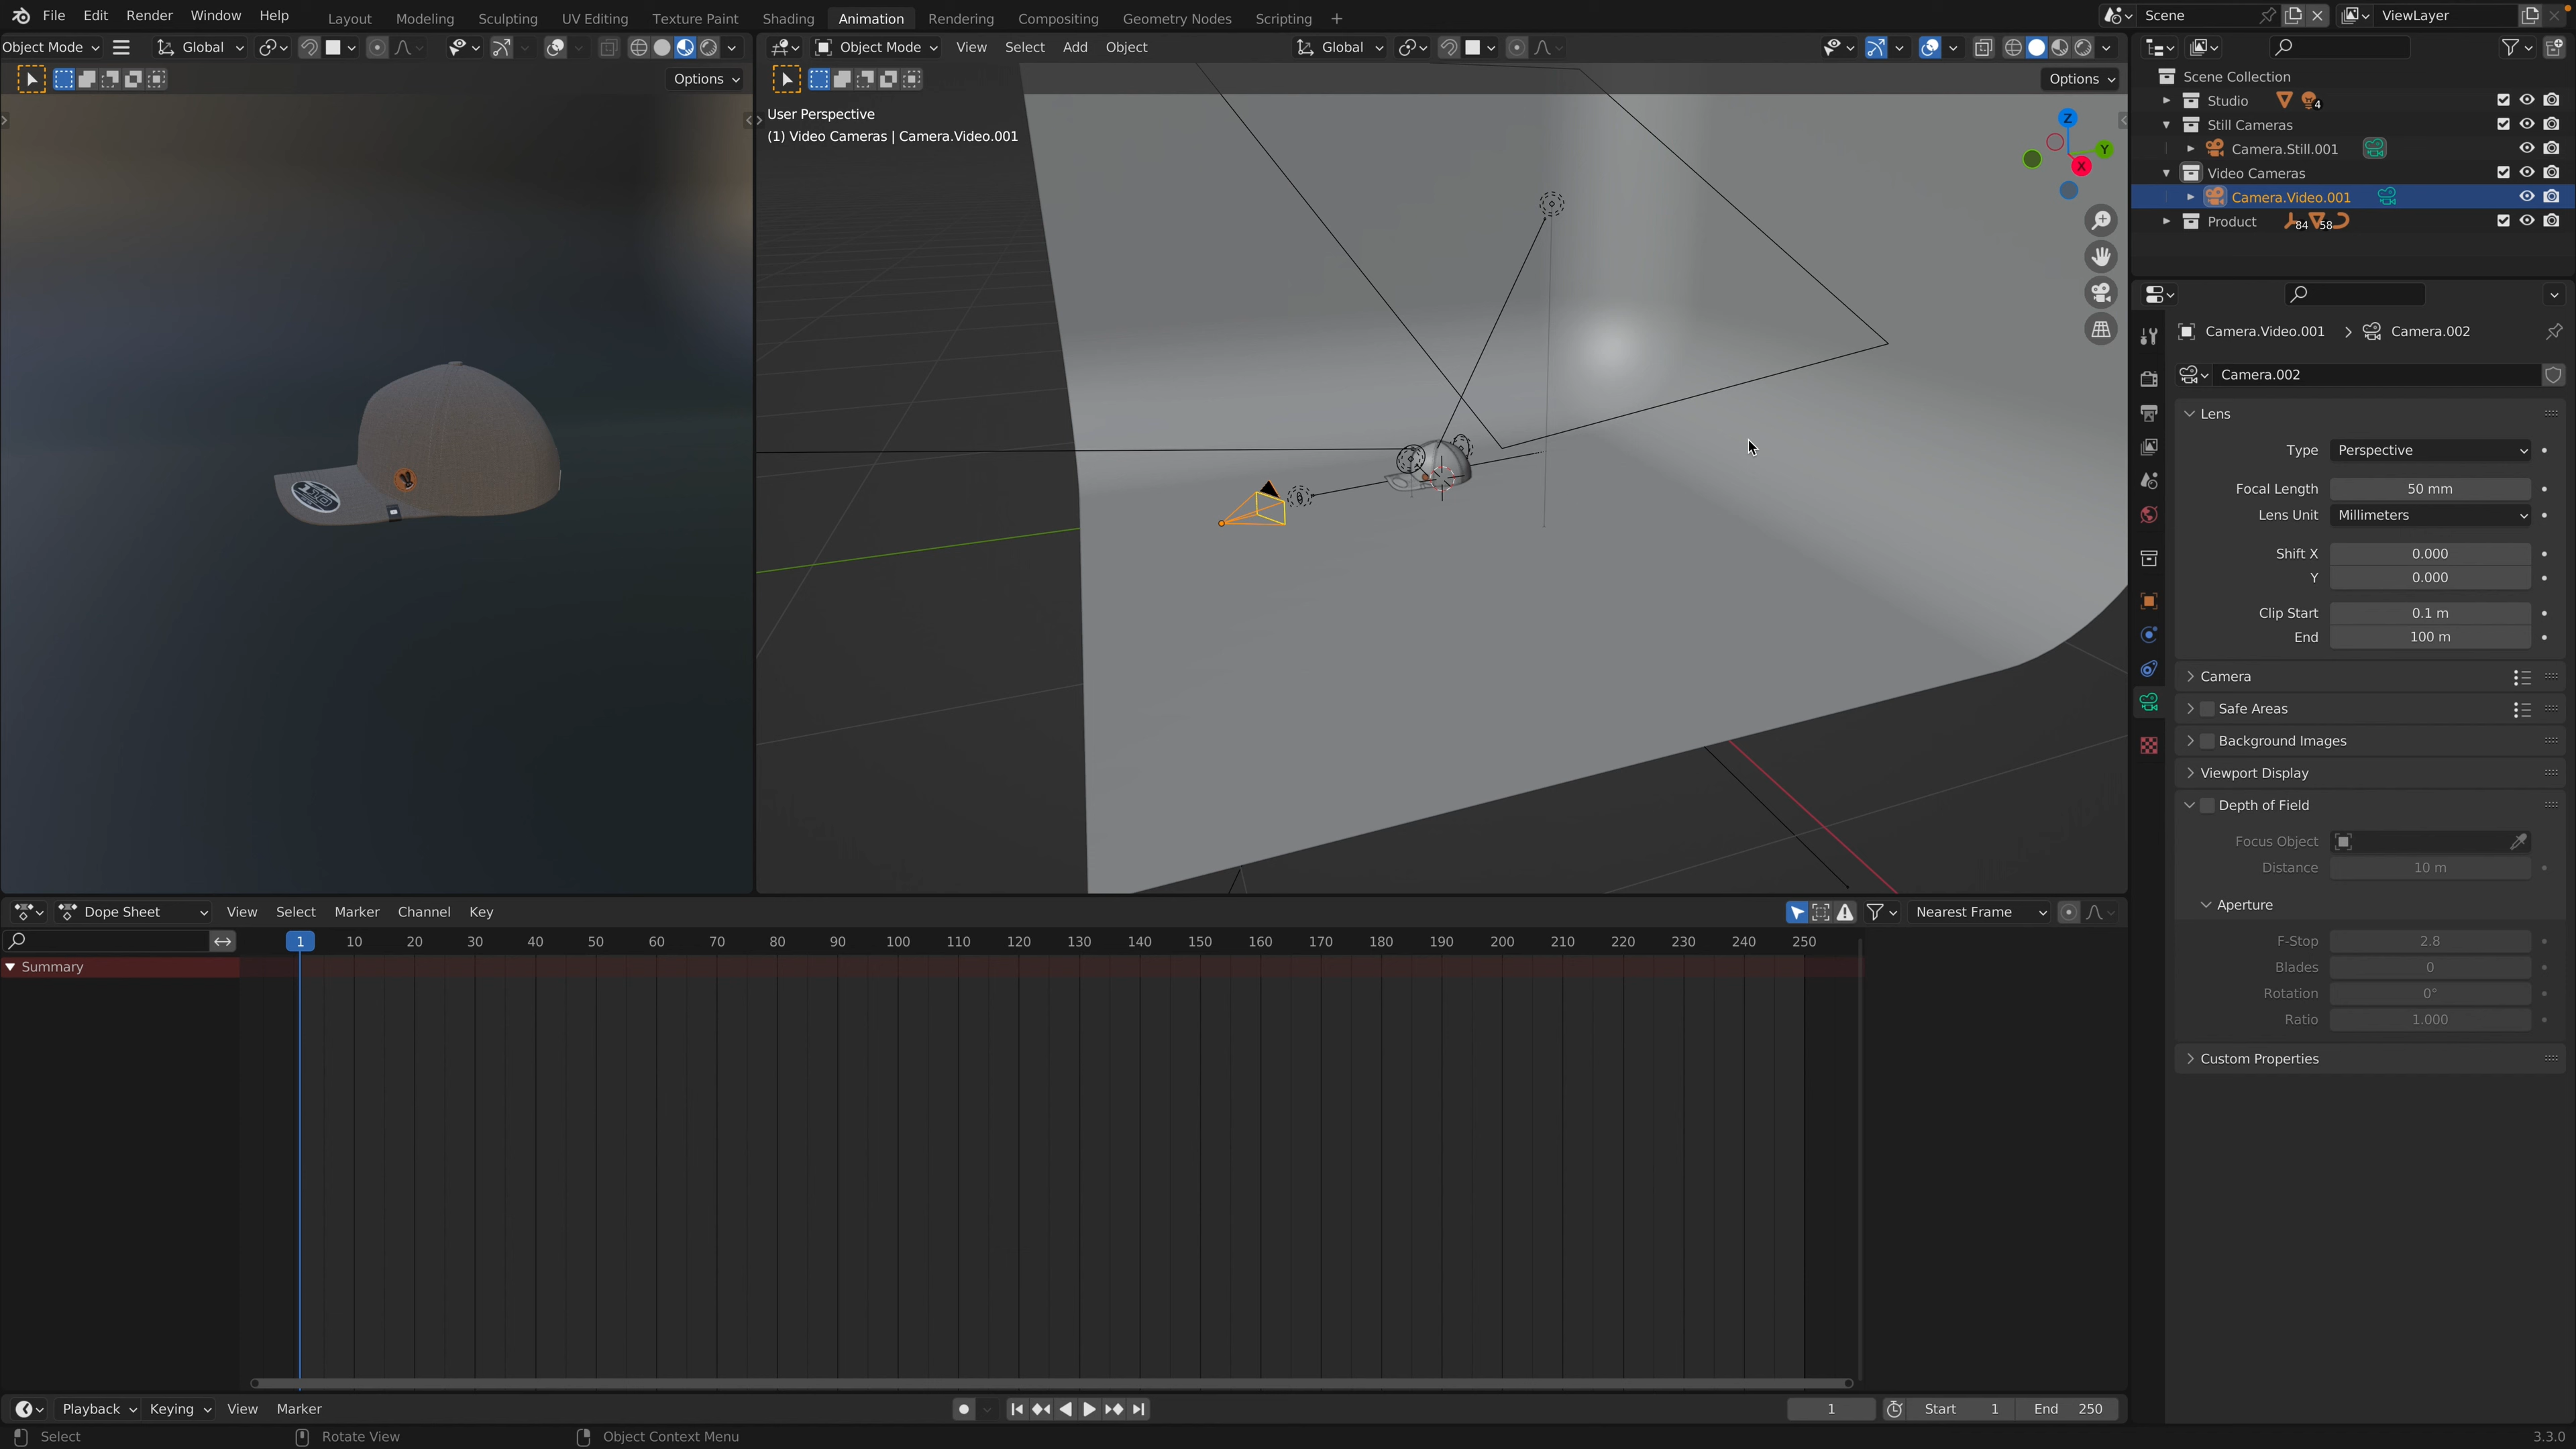 File Edit Render Window Help Layout Modeling Sculpting UV Editing Texture Paint Shading Animation Rendering Compositing Geometry Nodes Scripting + Scene ViewLayer
Object Mode Global Object Mode View Select Add Object Global
Options Options
User Perspective
(1) Video Cameras | Camera.Video.001
Z
Y
X
110
Scene Collection
Studio 4
Still Cameras
Camera.Still.001
Video Cameras
Camera.Video.001
Product 84 58
Camera.Video.001 Camera.002
Camera.002
Lens
Type Perspective
Focal Length 50 mm
Lens Unit Millimeters
Shift X 0.000
Y 0.000
Clip Start 0.1 m
End 100 m
Camera
Safe Areas
Background Images
Viewport Display
Depth of Field
Focus Object
Distance 10 m
Aperture
F-Stop 2.8
Blades 0
Rotation 0°
Ratio 1.000
Custom Properties
Dope Sheet View Select Marker Channel Key Nearest Frame
1 10 20 30 40 50 60 70 80 90 100 110 120 130 140 150 160 170 180 190 200 210 220 230 240 250
Summary
Playback Keying View Marker 1 Start 1 End 250
Select Rotate View Object Context Menu 3.3.0